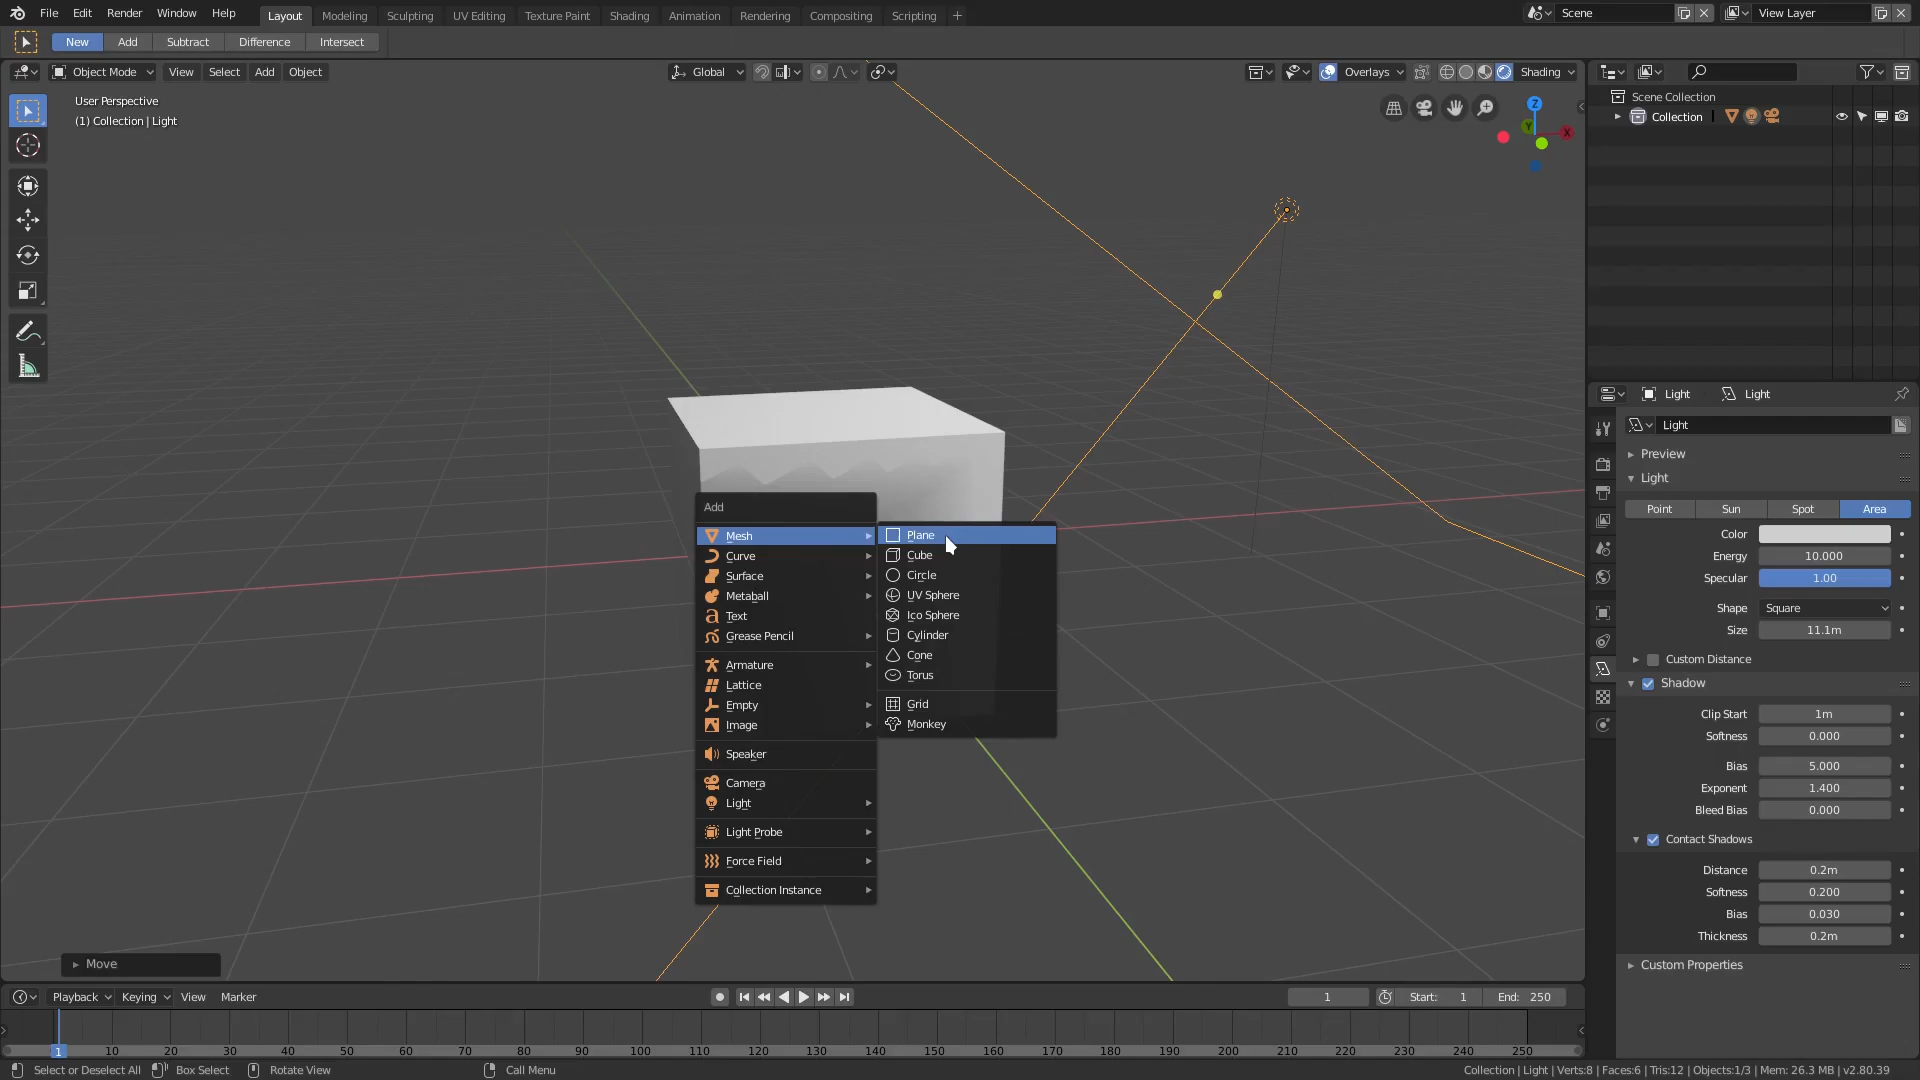 File Edit Render Window Help Layout Modeling Sculpting UV Editing Texture Paint Shading Animation Rendering Compositing Scripting + Scene View Layer
New Add Subtract Difference Intersect
Object Mode View Select Add Object Global Overlays Shading
User Perspective
(1) Collection | Light
Z
Y
X
Scene Collection
Collection
Light Light
Light
Preview
Light
Point Sun Spot Area
Color
Energy 10.000
Specular 1.00
Shape Square
Size 11.1m
Custom Distance
Shadow
Clip Start 1m
Softness 0.000
Bias 5.000
Exponent 1.400
Bleed Bias 0.000
Contact Shadows
Distance 0.2m
Softness 0.200
Bias 0.030
Thickness 0.2m
Custom Properties
Add
Mesh
Curve
Surface
Metaball
Text
Grease Pencil
Armature
Lattice
Empty
Image
Speaker
Camera
Light
Light Probe
Force Field
Collection Instance
Plane
Cube
Circle
UV Sphere
Ico Sphere
Cylinder
Cone
Torus
Grid
Monkey
Move
Playback Keying View Marker 1 Start: 1 End: 250
1 10 20 30 40 50 60 70 80 90 100 110 120 130 140 150 160 170 180 190 200 210 220 230 240 250
Select or Deselect All Box Select Rotate View Call Menu Collection | Light | Verts:8 | Faces:6 | Tris:12 | Objects:1/3 | Mem: 26.3 MB | v2.80.39